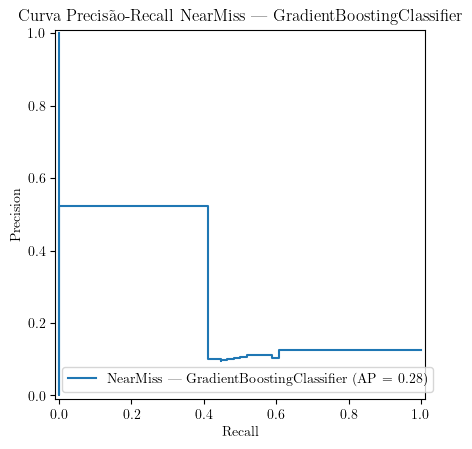 Curva Precisão-Recall NearMiss — GradientBoostingClassifier
1.0
0.8
0.6
0.4
0.2
0.0
Precision
NearMiss — GradientBoostingClassifier (AP = 0.28)
0.0 0.2 0.4 0.6 0.8 1.0
Recall